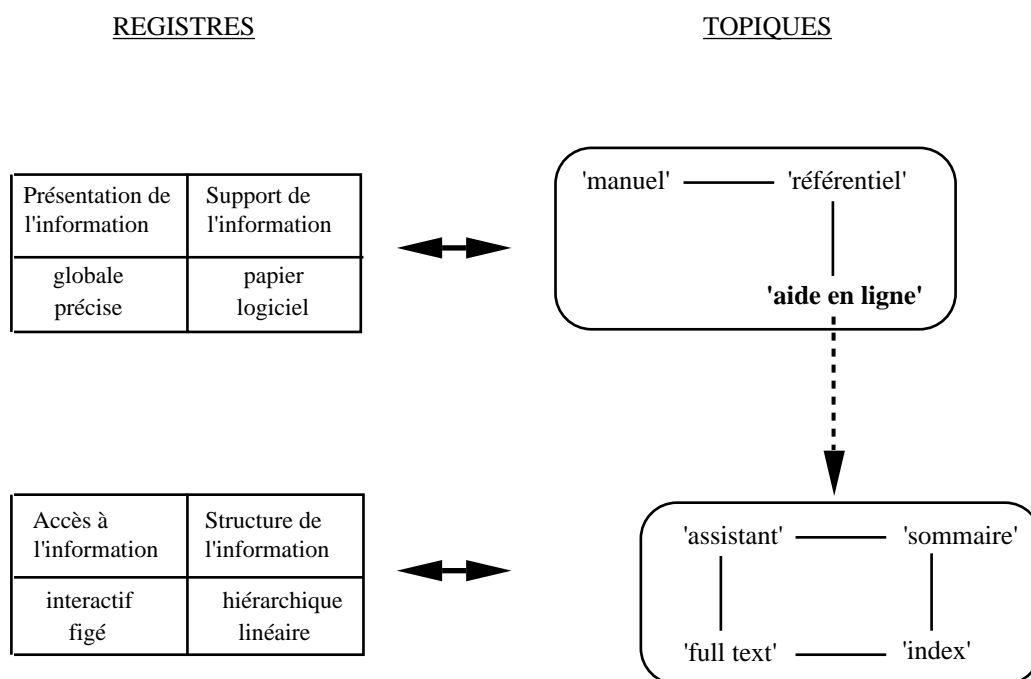 REGISTRES
TOPIQUES
Présentation de
l'information
Support de
l'information
globale
précise
papier
logiciel
'manuel'
'référentiel'
'aide en ligne'
Accès à
l'information
Structure de
l'information
interactif
figé
hiérarchique
linéaire
'assistant'
'sommaire'
'full text'
'index'